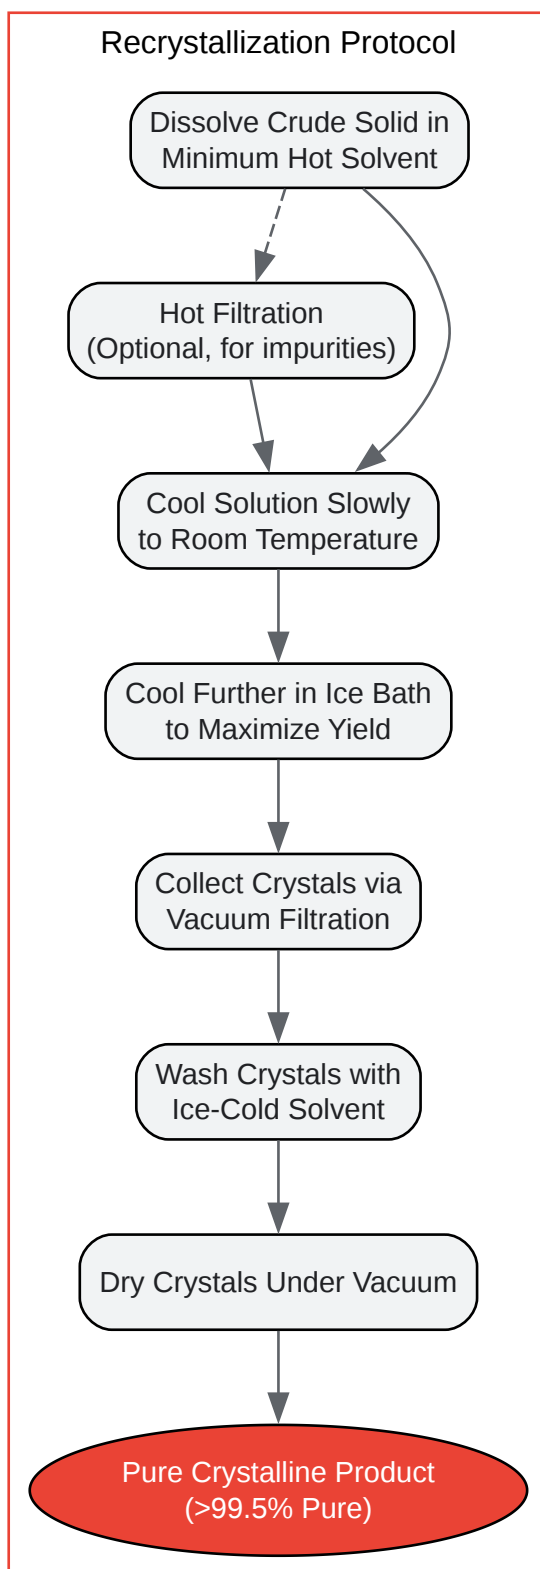 Recrystallization Protocol
Dissolve Crude Solid in
Minimum Hot Solvent
Hot Filtration
(Optional, for impurities)
Cool Solution Slowly
to Room Temperature
Cool Further in Ice Bath
to Maximize Yield
Collect Crystals via
Vacuum Filtration
Wash Crystals with
Ice-Cold Solvent
Dry Crystals Under Vacuum
Pure Crystalline Product
(>99.5% Pure)